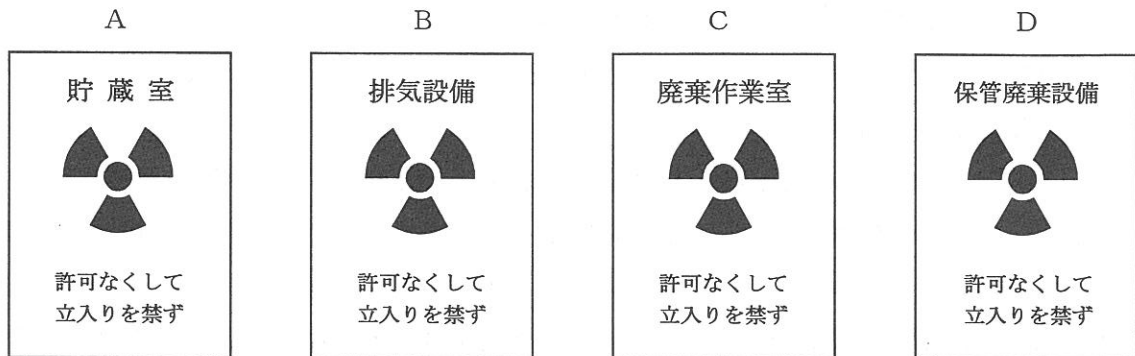 A
B
C
D
貯蔵室
許可なくして
立入りを禁ず
排気設備
許可なくして
立入りを禁ず
廃棄作業室
許可なくして
立入りを禁ず
保管廃棄設備
許可なくして
立入りを禁ず